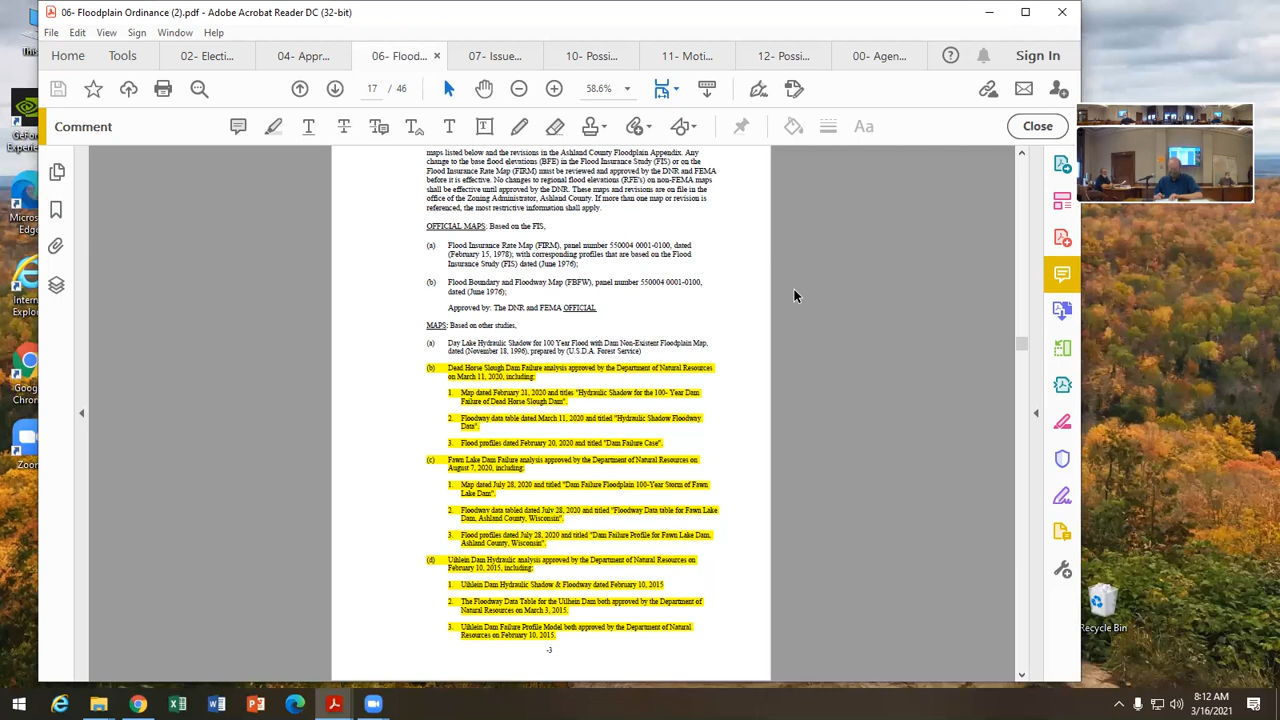 06- Floodplain Ordinance (2).pdf - Adobe Acrobat Reader DC (32-bit)
File Edit View Sign Window Help
Home Tools 02- Electi... 04- Appr... 06- Flood... × 07- Issue... 10- Possi... 11- Moti... 12- Possi... 00- Agen... Sign In
17 / 46 58.6%
Comment
Close
maps listed below and the revisions in the Ashland County Floodplain Appendix. Any
change to the base flood elevations (BFE) in the Flood Insurance Study (FIS) or on the
Flood Insurance Rate Map (FIRM) must be reviewed and approved by the DNR and FEMA
before it is effective. No changes to regional flood elevations (RFE's) on non-FEMA maps
shall be effective until approved by the DNR. These maps and revisions are on file in the
office of the Zoning Administrator, Ashland County. If more than one map or revision is
referenced, the most restrictive information shall apply.
OFFICIAL MAPS: Based on the FIS,
(a) Flood Insurance Rate Map (FIRM), panel number 550004 0001-0100, dated
(February 15, 1978); with corresponding profiles that are based on the Flood
Insurance Study (FIS) dated (June 1976);
(b) Flood Boundary and Floodway Map (FBFW), panel number 550004 0001-0100,
dated (June 1976);
Approved by: The DNR and FEMA OFFICIAL
MAPS: Based on other studies,
(a) Day Lake Hydraulic Shadow for 100 Year Flood with Dam Non-Existent Floodplain Map,
dated (November 18, 1996), prepared by (U.S.D.A. Forest Service)
(b) Dead Horse Slough Dam Failure analysis approved by the Department of Natural Resources
on March 11, 2020, including:
1. Map dated February 21, 2020 and titles "Hydraulic Shadow for the 100- Year Dam
Failure of Dead Horse Slough Dam".
2. Floodway data table dated March 11, 2020 and titled "Hydraulic Shadow Floodway
Data".
3. Flood profiles dated February 20, 2020 and titled "Dam Failure Case".
(c) Fawn Lake Dam Failure analysis approved by the Department of Natural Resources on
August 7, 2020, including:
1. Map dated July 28, 2020 and titled "Dam Failure Floodplain 100-Year Storm of Fawn
Lake Dam".
2. Floodway data tabled dated July 28, 2020 and titled "Floodway Data table for Fawn Lake
Dam, Ashland County, Wisconsin".
3. Flood profiles dated July 28, 2020 and titled "Dam Failure Profile for Fawn Lake Dam,
Ashland County, Wisconsin".
(d) Uihlein Dam Hydraulic analysis approved by the Department of Natural Resources on
February 10, 2015, including:
1. Uihlein Dam Hydraulic Shadow & Floodway dated February 10, 2015
2. The Floodway Data Table for the Uilhein Dam both approved by the Department of
Natural Resources on March 3, 2015.
3. Uihlein Dam Failure Profile Model both approved by the Department of Natural
Resources on February 10, 2015.
-3
Recycle Bin
8:12 AM
3/16/2021